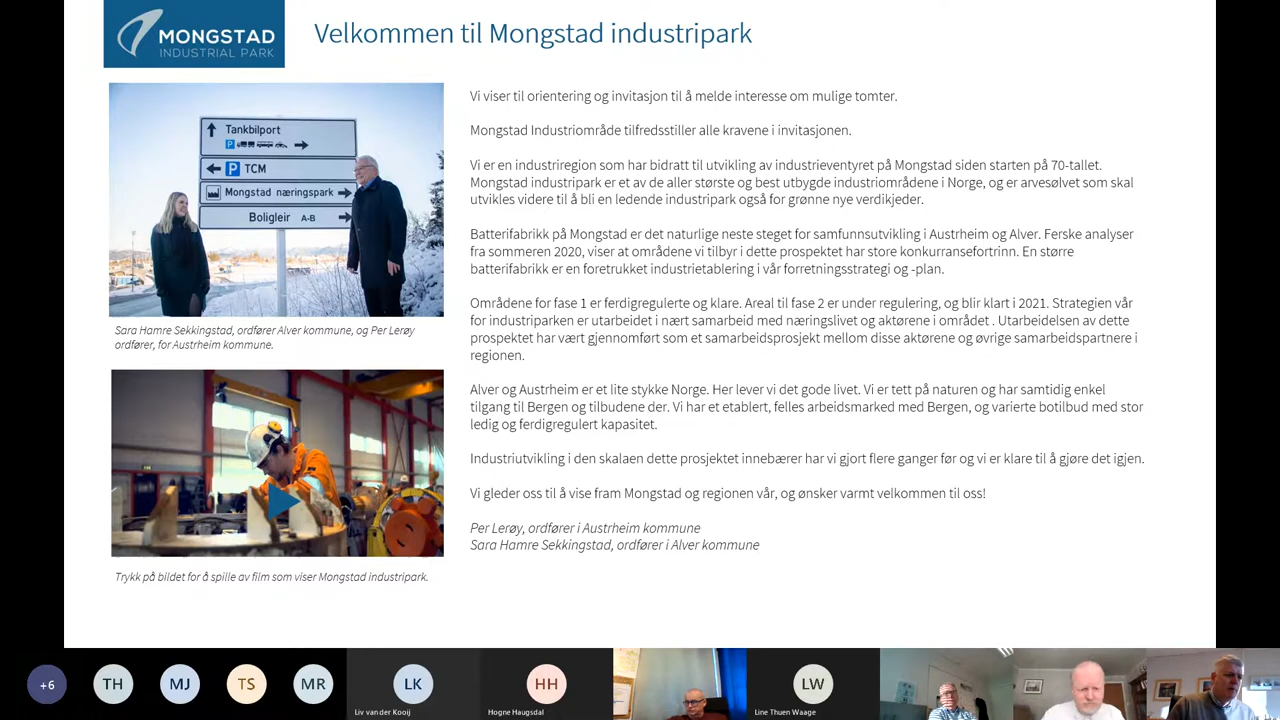 MONGSTAD
INDUSTRIAL PARK
Velkommen til Mongstad industripark
Tankbilport
P
P TCM
Mongstad næringspark
Boligleir A-B
Sara Hamre Sekkingstad, ordfører Alver kommune, og Per Lerøy
ordfører, for Austrheim kommune.
Trykk på bildet for å spille av film som viser Mongstad industripark.
Vi viser til orientering og invitasjon til å melde interesse om mulige tomter.
Mongstad Industriområde tilfredsstiller alle kravene i invitasjonen.
Vi er en industriregion som har bidratt til utvikling av industrieventyret på Mongstad siden starten på 70-tallet.
Mongstad industripark er et av de aller største og best utbygde industriområdene i Norge, og er arvesølvet som skal
utvikles videre til å bli en ledende industripark også for grønne nye verdikjeder.
Batterifabrikk på Mongstad er det naturlige neste steget for samfunnsutvikling i Austrheim og Alver. Ferske analyser
fra sommeren 2020, viser at områdene vi tilbyr i dette prospektet har store konkurransefortrinn. En større
batterifabrikk er en foretrukket industrietablering i vår forretningsstrategi og -plan.
Områdene for fase 1 er ferdigregulerte og klare. Areal til fase 2 er under regulering, og blir klart i 2021. Strategien vår
for industriparken er utarbeidet i nært samarbeid med næringslivet og aktørene i området . Utarbeidelsen av dette
prospektet har vært gjennomført som et samarbeidsprosjekt mellom disse aktørene og øvrige samarbeidspartnere i
regionen.
Alver og Austrheim er et lite stykke Norge. Her lever vi det gode livet. Vi er tett på naturen og har samtidig enkel
tilgang til Bergen og tilbudene der. Vi har et etablert, felles arbeidsmarked med Bergen, og varierte botilbud med stor
ledig og ferdigregulert kapasitet.
Industriutvikling i den skalaen dette prosjektet innebærer har vi gjort flere ganger før og vi er klare til å gjøre det igjen.
Vi gleder oss til å vise fram Mongstad og regionen vår, og ønsker varmt velkommen til oss!
Per Lerøy, ordfører i Austrheim kommune
Sara Hamre Sekkingstad, ordfører i Alver kommune
+6
TH
MJ
TS
MR
LK
Liv van der Kooij
HH
Hogne Haugsdal
LW
Line Thuen Waage